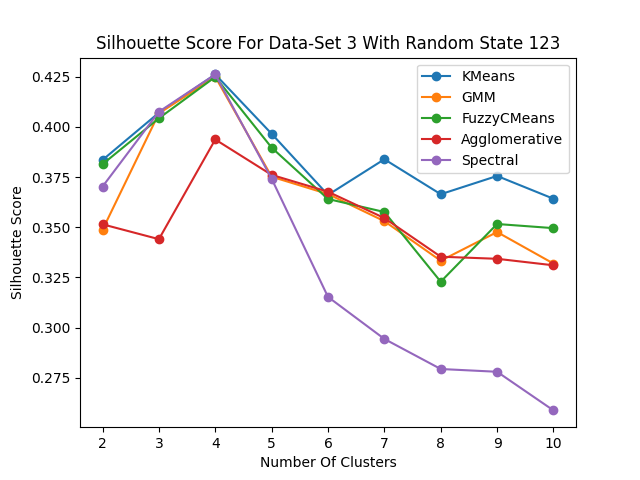 Silhouette Score For Data-Set 3 With Random State 123
KMeans
GMM
FuzzyCMeans
Agglomerative
Spectral
Silhouette Score
0.425
0.400
0.375
0.350
0.325
0.300
0.275
2 3 4 5 6 7 8 9 10
Number Of Clusters